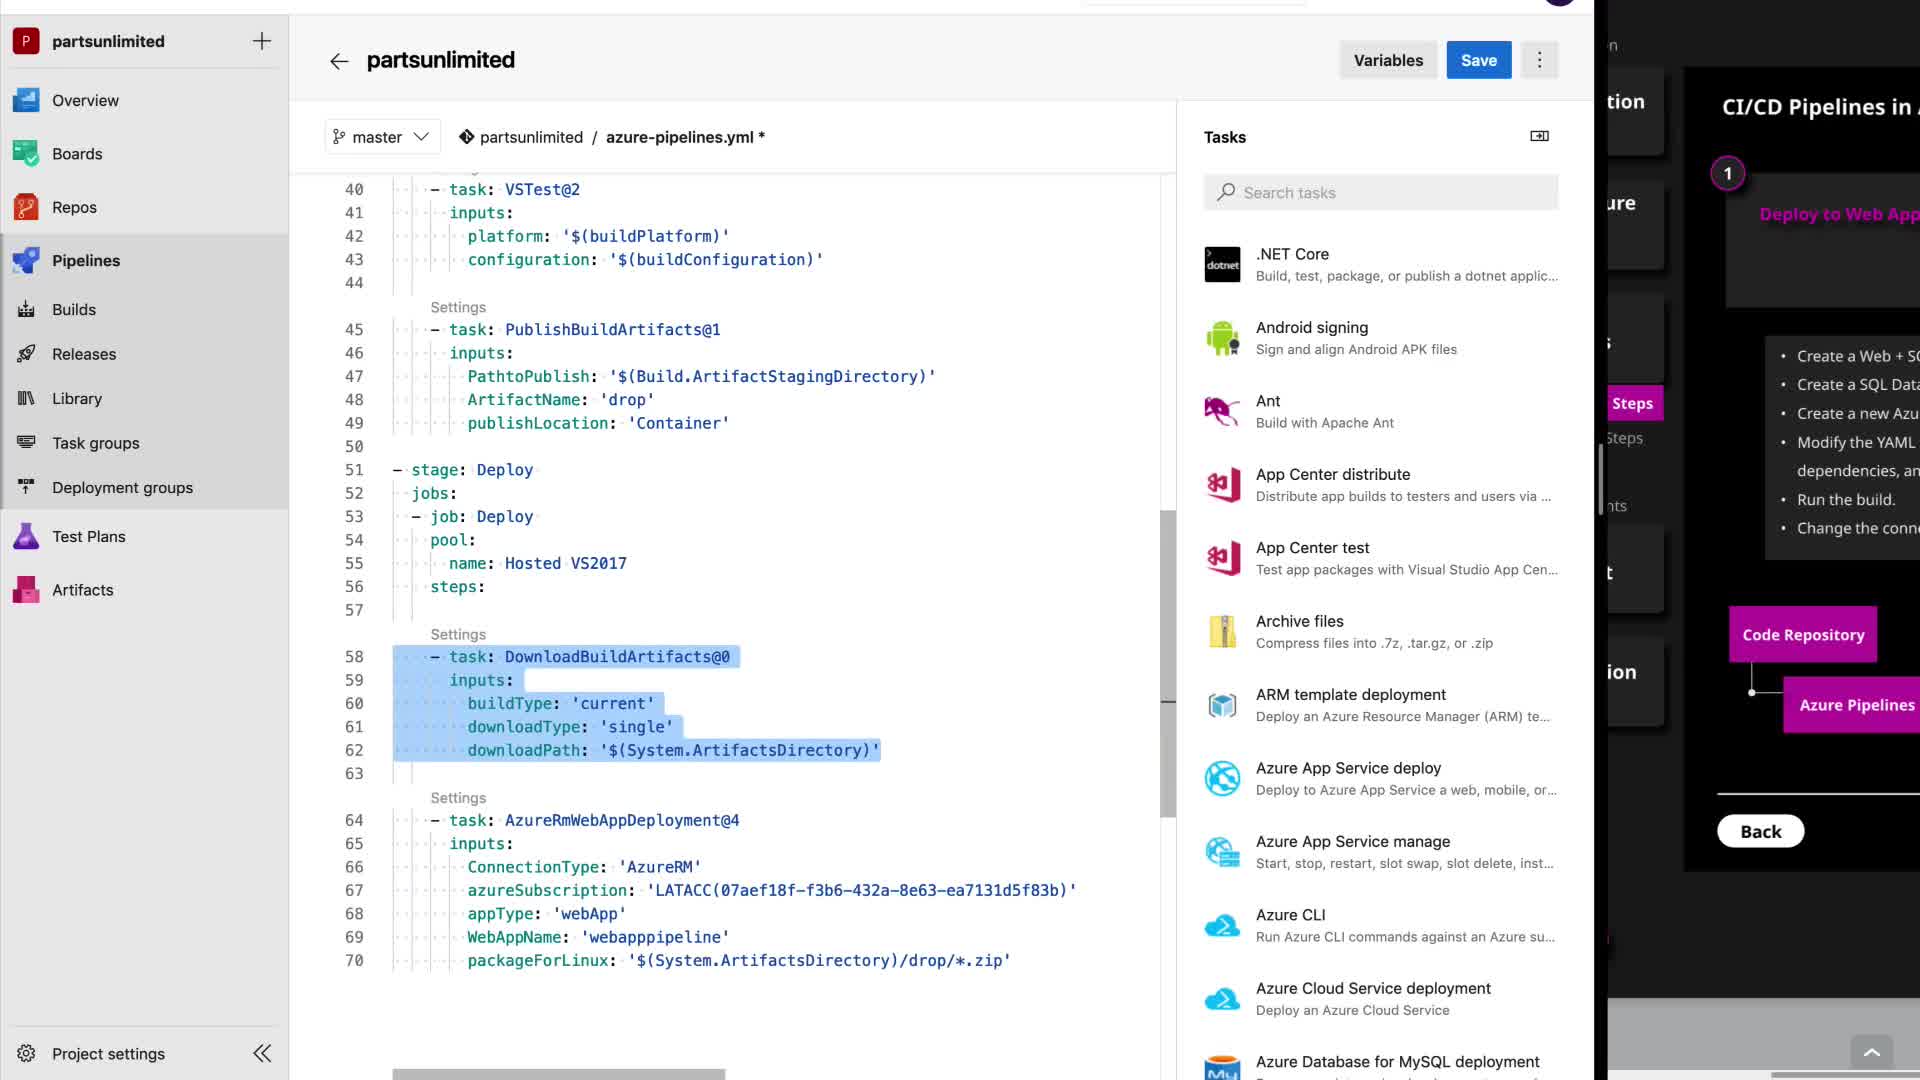 P partsunlimited
Overview
Boards
Repos
Pipelines
Builds
Releases
Library
Task groups
Deployment groups
Test Plans
Artifacts
Project settings
partsunlimited
Variables
Save
master
partsunlimited / azure-pipelines.yml *
40 - task: VSTest@2
41 inputs:
42 platform: '$(buildPlatform)'
43 configuration: '$(buildConfiguration)'
44
Settings
45 - task: PublishBuildArtifacts@1
46 inputs:
47 PathtoPublish: '$(Build.ArtifactStagingDirectory)'
48 ArtifactName: 'drop'
49 publishLocation: 'Container'
50
51 - stage: Deploy
52 jobs:
53 - job: Deploy
54 pool:
55 name: Hosted VS2017
56 steps:
57
Settings
58 - task: DownloadBuildArtifacts@0
59 inputs:
60 buildType: 'current'
61 downloadType: 'single'
62 downloadPath: '$(System.ArtifactsDirectory)'
63
Settings
64 - task: AzureRmWebAppDeployment@4
65 inputs:
66 ConnectionType: 'AzureRM'
67 azureSubscription: 'LATACC(07aef18f-f3b6-432a-8e63-ea7131d5f83b)'
68 appType: 'webApp'
69 WebAppName: 'webapppipeline'
70 packageForLinux: '$(System.ArtifactsDirectory)/drop/*.zip'
Tasks
Search tasks
dotnet
.NET Core
Build, test, package, or publish a dotnet applic...
Android signing
Sign and align Android APK files
Ant
Build with Apache Ant
App Center distribute
Distribute app builds to testers and users via ...
App Center test
Test app packages with Visual Studio App Cen...
Archive files
Compress files into .7z, .tar.gz, or .zip
ARM template deployment
Deploy an Azure Resource Manager (ARM) te...
Azure App Service deploy
Deploy to Azure App Service a web, mobile, or...
Azure App Service manage
Start, stop, restart, slot swap, slot delete, inst...
Azure CLI
Run Azure CLI commands against an Azure su...
Azure Cloud Service deployment
Deploy an Azure Cloud Service
My
Azure Database for MySQL deployment
tion
ure
Steps
Steps
nts
ion
CI/CD Pipelines in
1
Deploy to Web App
• Create a Web + SQ
• Create a SQL Data
• Create a new Azu
• Modify the YAML
dependencies, an
• Run the build.
• Change the conne
Code Repository
Azure Pipelines
Back